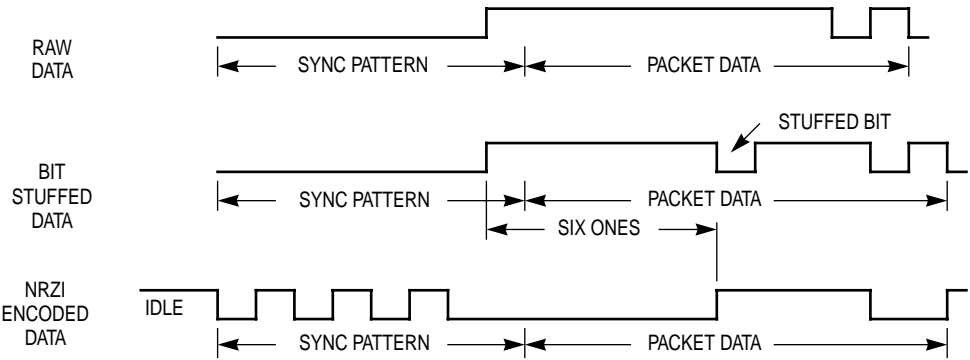 RAW
DATA
SYNC PATTERN
PACKET DATA
STUFFED BIT
BIT
STUFFED
DATA
SYNC PATTERN
PACKET DATA
SIX ONES
NRZI
ENCODED
DATA
IDLE
SYNC PATTERN
PACKET DATA